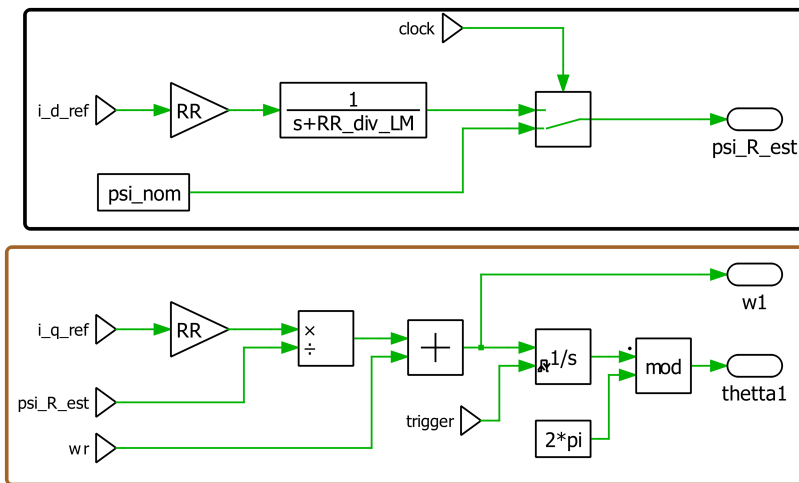 clock
i_d_ref
RR
1
s+RR_div_LM
psi_R_est
psi_nom
w1
i_q_ref
RR
×
÷
+
1/s
mod
thetta1
psi_R_est
trigger
wr
2*pi